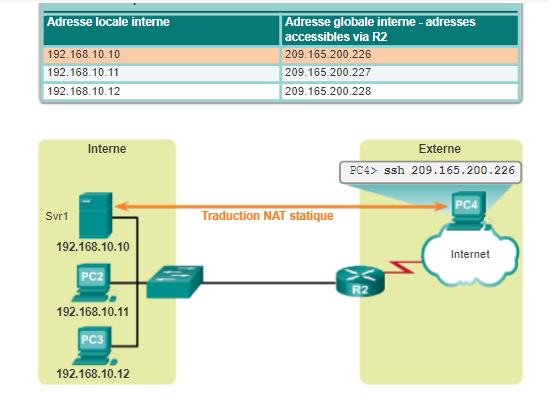 Adresse locale interne
Adresse globale interne - adresses
accessibles via R2
192.168.10.10
209.165.200.226
192.168.10.11
209.165.200.227
192.168.10.12
209.165.200.228
Interne
Externe
PC4> ssh 209.165.200.226
PC4
Svr1
Traduction NAT statique
192.168.10.10
Internet
PC2
R2
192.168.10.11
PC3
192.168.10.12